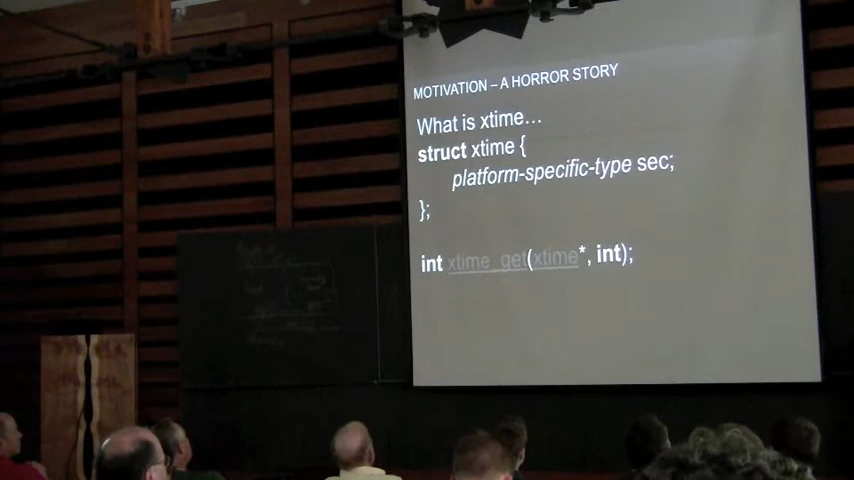 MOTIVATION – A HORROR STORY
What is xtime...
struct xtime {
platform-specific-type sec;
};
int xtime_get(xtime*, int);